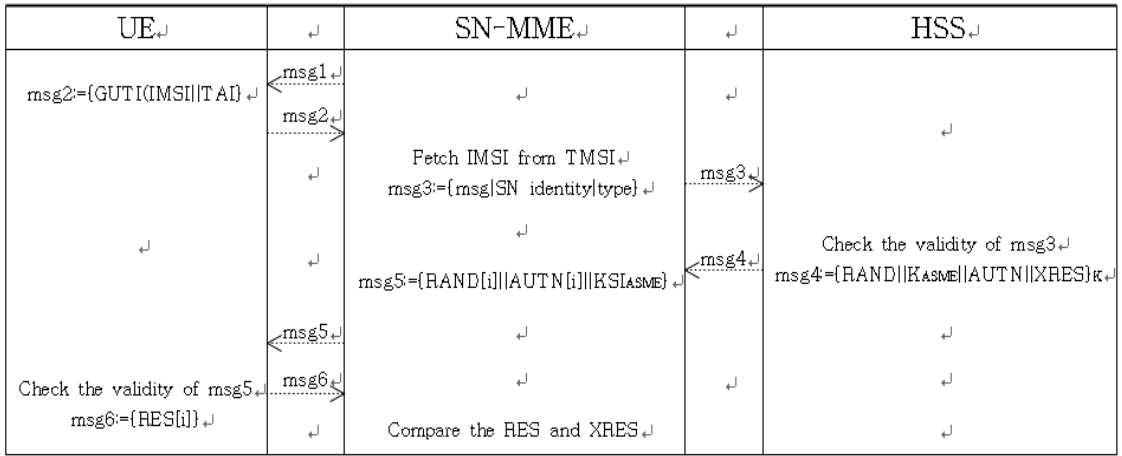 UE
SN-MME
HSS
msg1
msg2:={GUTI(IMSI||TAI}
msg2
Fetch IMSI from TMSI
msg3:={msg|SN identity|type}
msg3
Check the validity of msg3
msg4:={RAND||KASME||AUTN||XRES}K
msg4
msg5:={RAND[i]||AUTN[i]||KSIASME}
msg5
Check the validity of msg5
msg6:={RES[i]}
msg6
Compare the RES and XRES